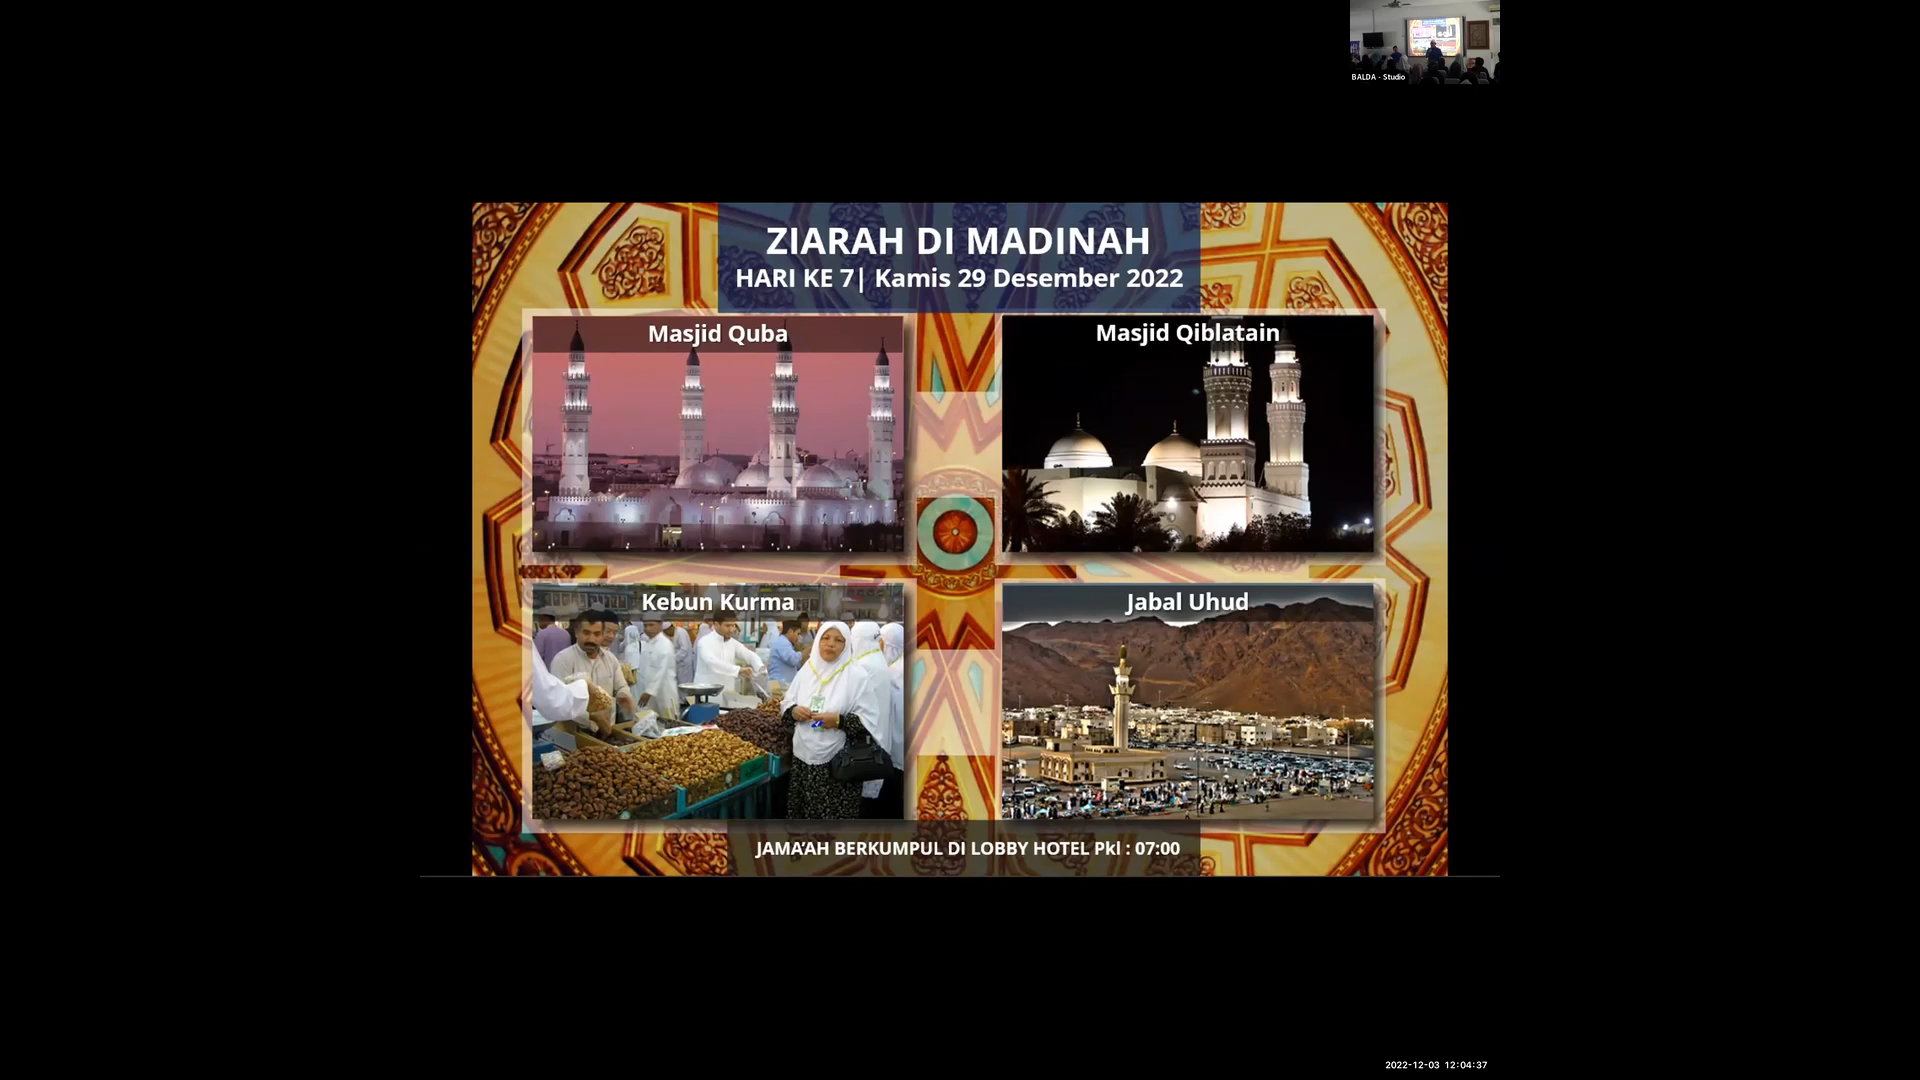 BALDA - Studio
ZIARAH DI MADINAH
HARI KE 7| Kamis 29 Desember 2022
Masjid Quba
Masjid Qiblatain
Kebun Kurma
Jabal Uhud
JAMA'AH BERKUMPUL DI LOBBY HOTEL Pkl : 07:00
2022-12-03 12:04:37